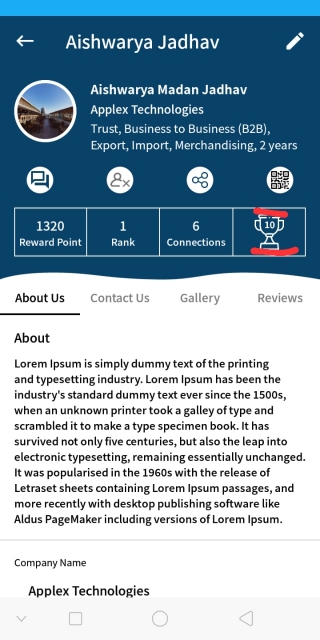 Aishwarya Jadhav
Aishwarya Madan Jadhav
Applex Technologies
Trust, Business to Business (B2B),
Export, Import, Merchandising, 2 years
1320
Reward Point
1
Rank
6
Connections
10
About Us
Contact Us
Gallery
Reviews
About
Lorem Ipsum is simply dummy text of the printing
and typesetting industry. Lorem Ipsum has been the
industry's standard dummy text ever since the 1500s,
when an unknown printer took a galley of type and
scrambled it to make a type specimen book. It has
survived not only five centuries, but also the leap into
electronic typesetting, remaining essentially unchanged.
It was popularised in the 1960s with the release of
Letraset sheets containing Lorem Ipsum passages, and
more recently with desktop publishing software like
Aldus PageMaker including versions of Lorem Ipsum.
Company Name
Applex Technologies